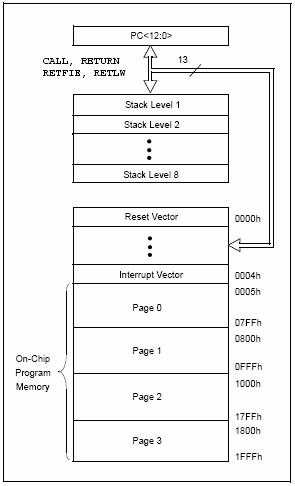 PC<12:0>
CALL, RETURN
RETFIE, RETLW
13
Stack Level 1
Stack Level 2
Stack Level 8
Reset Vector
0000h
Interrupt Vector
0004h
0005h
Page 0
07FFh
0800h
Page 1
0FFFh
On-Chip
Program
Memory
1000h
Page 2
17FFh
1800h
Page 3
1FFFh